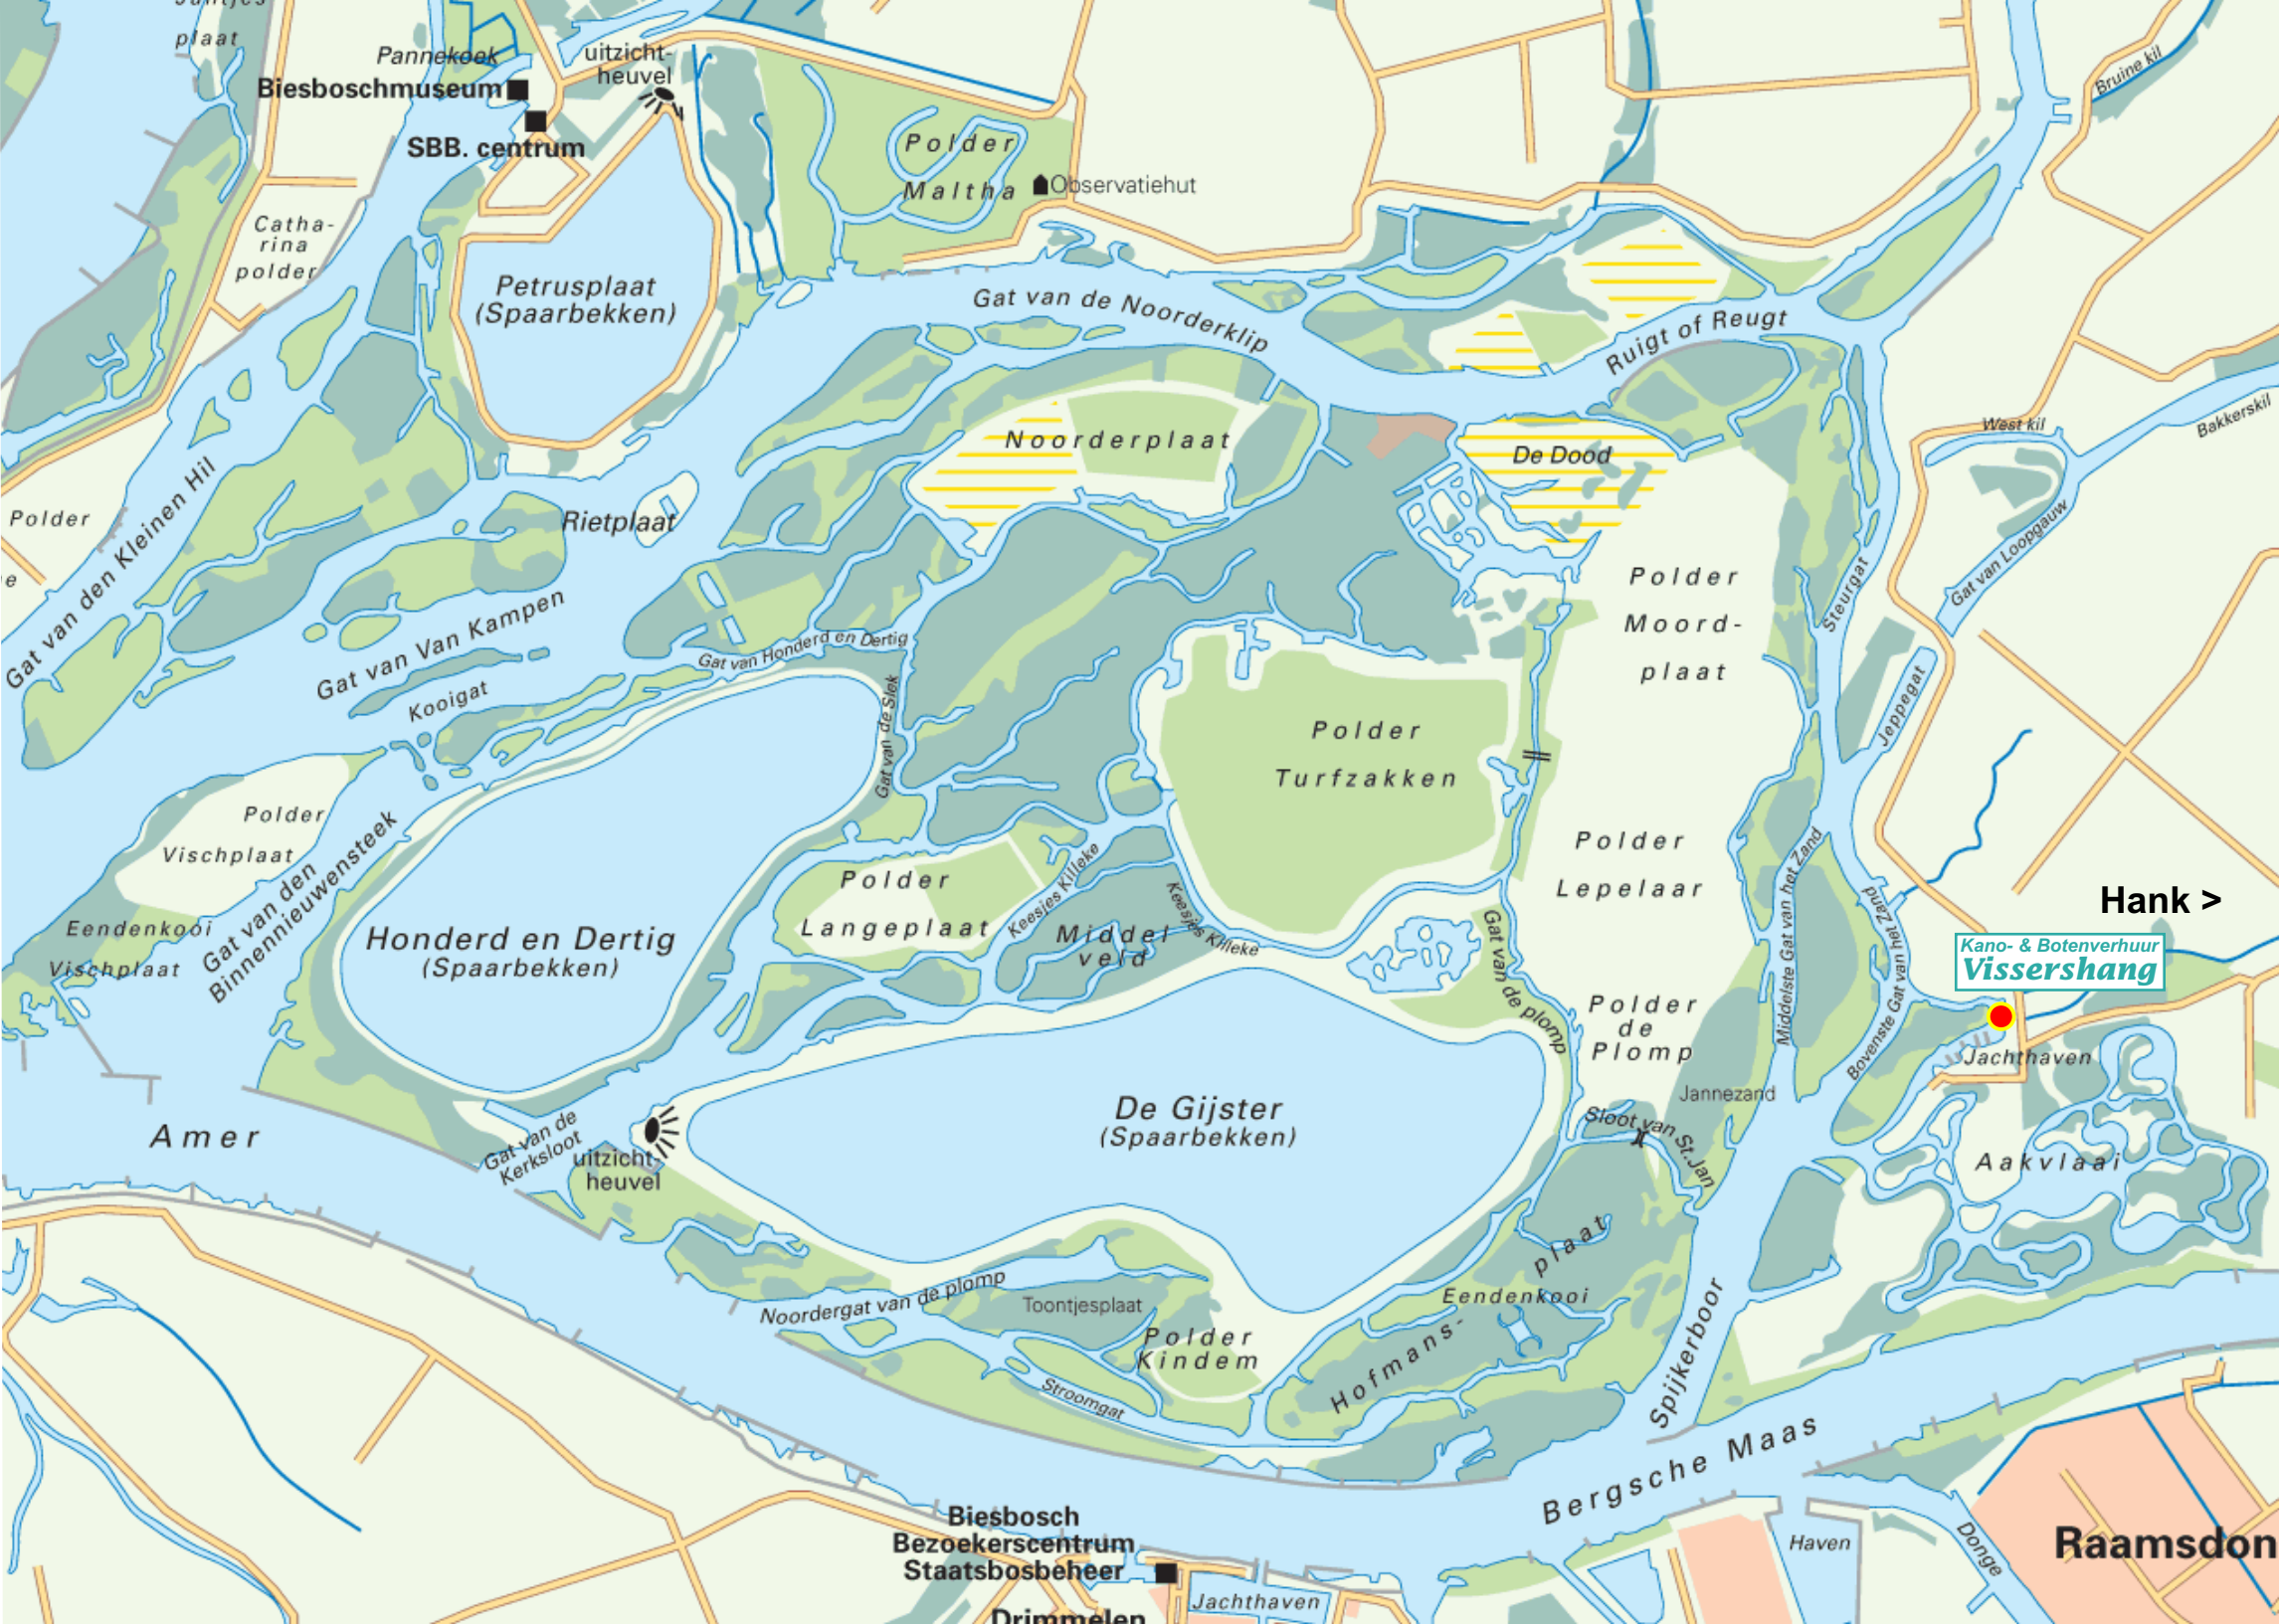 plaat
Pannekoek
Biesboschmuseum
SBB. centrum
uitzicht-
heuvel
Polder
Maltha
Observatiehut
Bruine kil
Catha-
rina
polder
Petrusplaat
(Spaarbekken)
Gat van de Noorderklip
Ruigt of Reugt
West kil
Bakkerskil
Noorderplaat
De Dood
Polder
e
Gat van den Kleinen Hil
Rietplaat
Gat van Loopgauw
Steurgat
Polder
Moord-
plaat
Gat van Van Kampen
Kooigat
Gat van Honderd en Dertig
Gat van de Slek
Jeppegat
Polder
Turfzakken
Polder
Vischplaat
Gat van den
Binnennieuwensteek
Eendenkooi
Vischplaat
Honderd en Dertig
(Spaarbekken)
Polder
Langeplaat
Keesjes Killeke
Middel
veld
Keesjes Killeke
Polder
Lepelaar
Middelste Gat van het Zand
Bovenste Gat van het Zand
Hank >
Kano- & Botenverhuur
Vissershang
Jachthaven
Gat van de plomp
Polder
de
Plomp
Jannezand
Sloot van St. Jan
Aakvlaai
Amer
Gat van de
Kerksloot
uitzicht-
heuvel
De Gijster
(Spaarbekken)
Noordergat van de plomp
Toontjesplaat
Polder
Kindem
Stroomgat
Eendenkooi
Hofmans-
plaat
Spijkerboor
Bergsche Maas
Biesbosch
Bezoekerscentrum
Staatsbosbeheer
Jachthaven
Drimmelen
Haven
Donge
Raamsdon